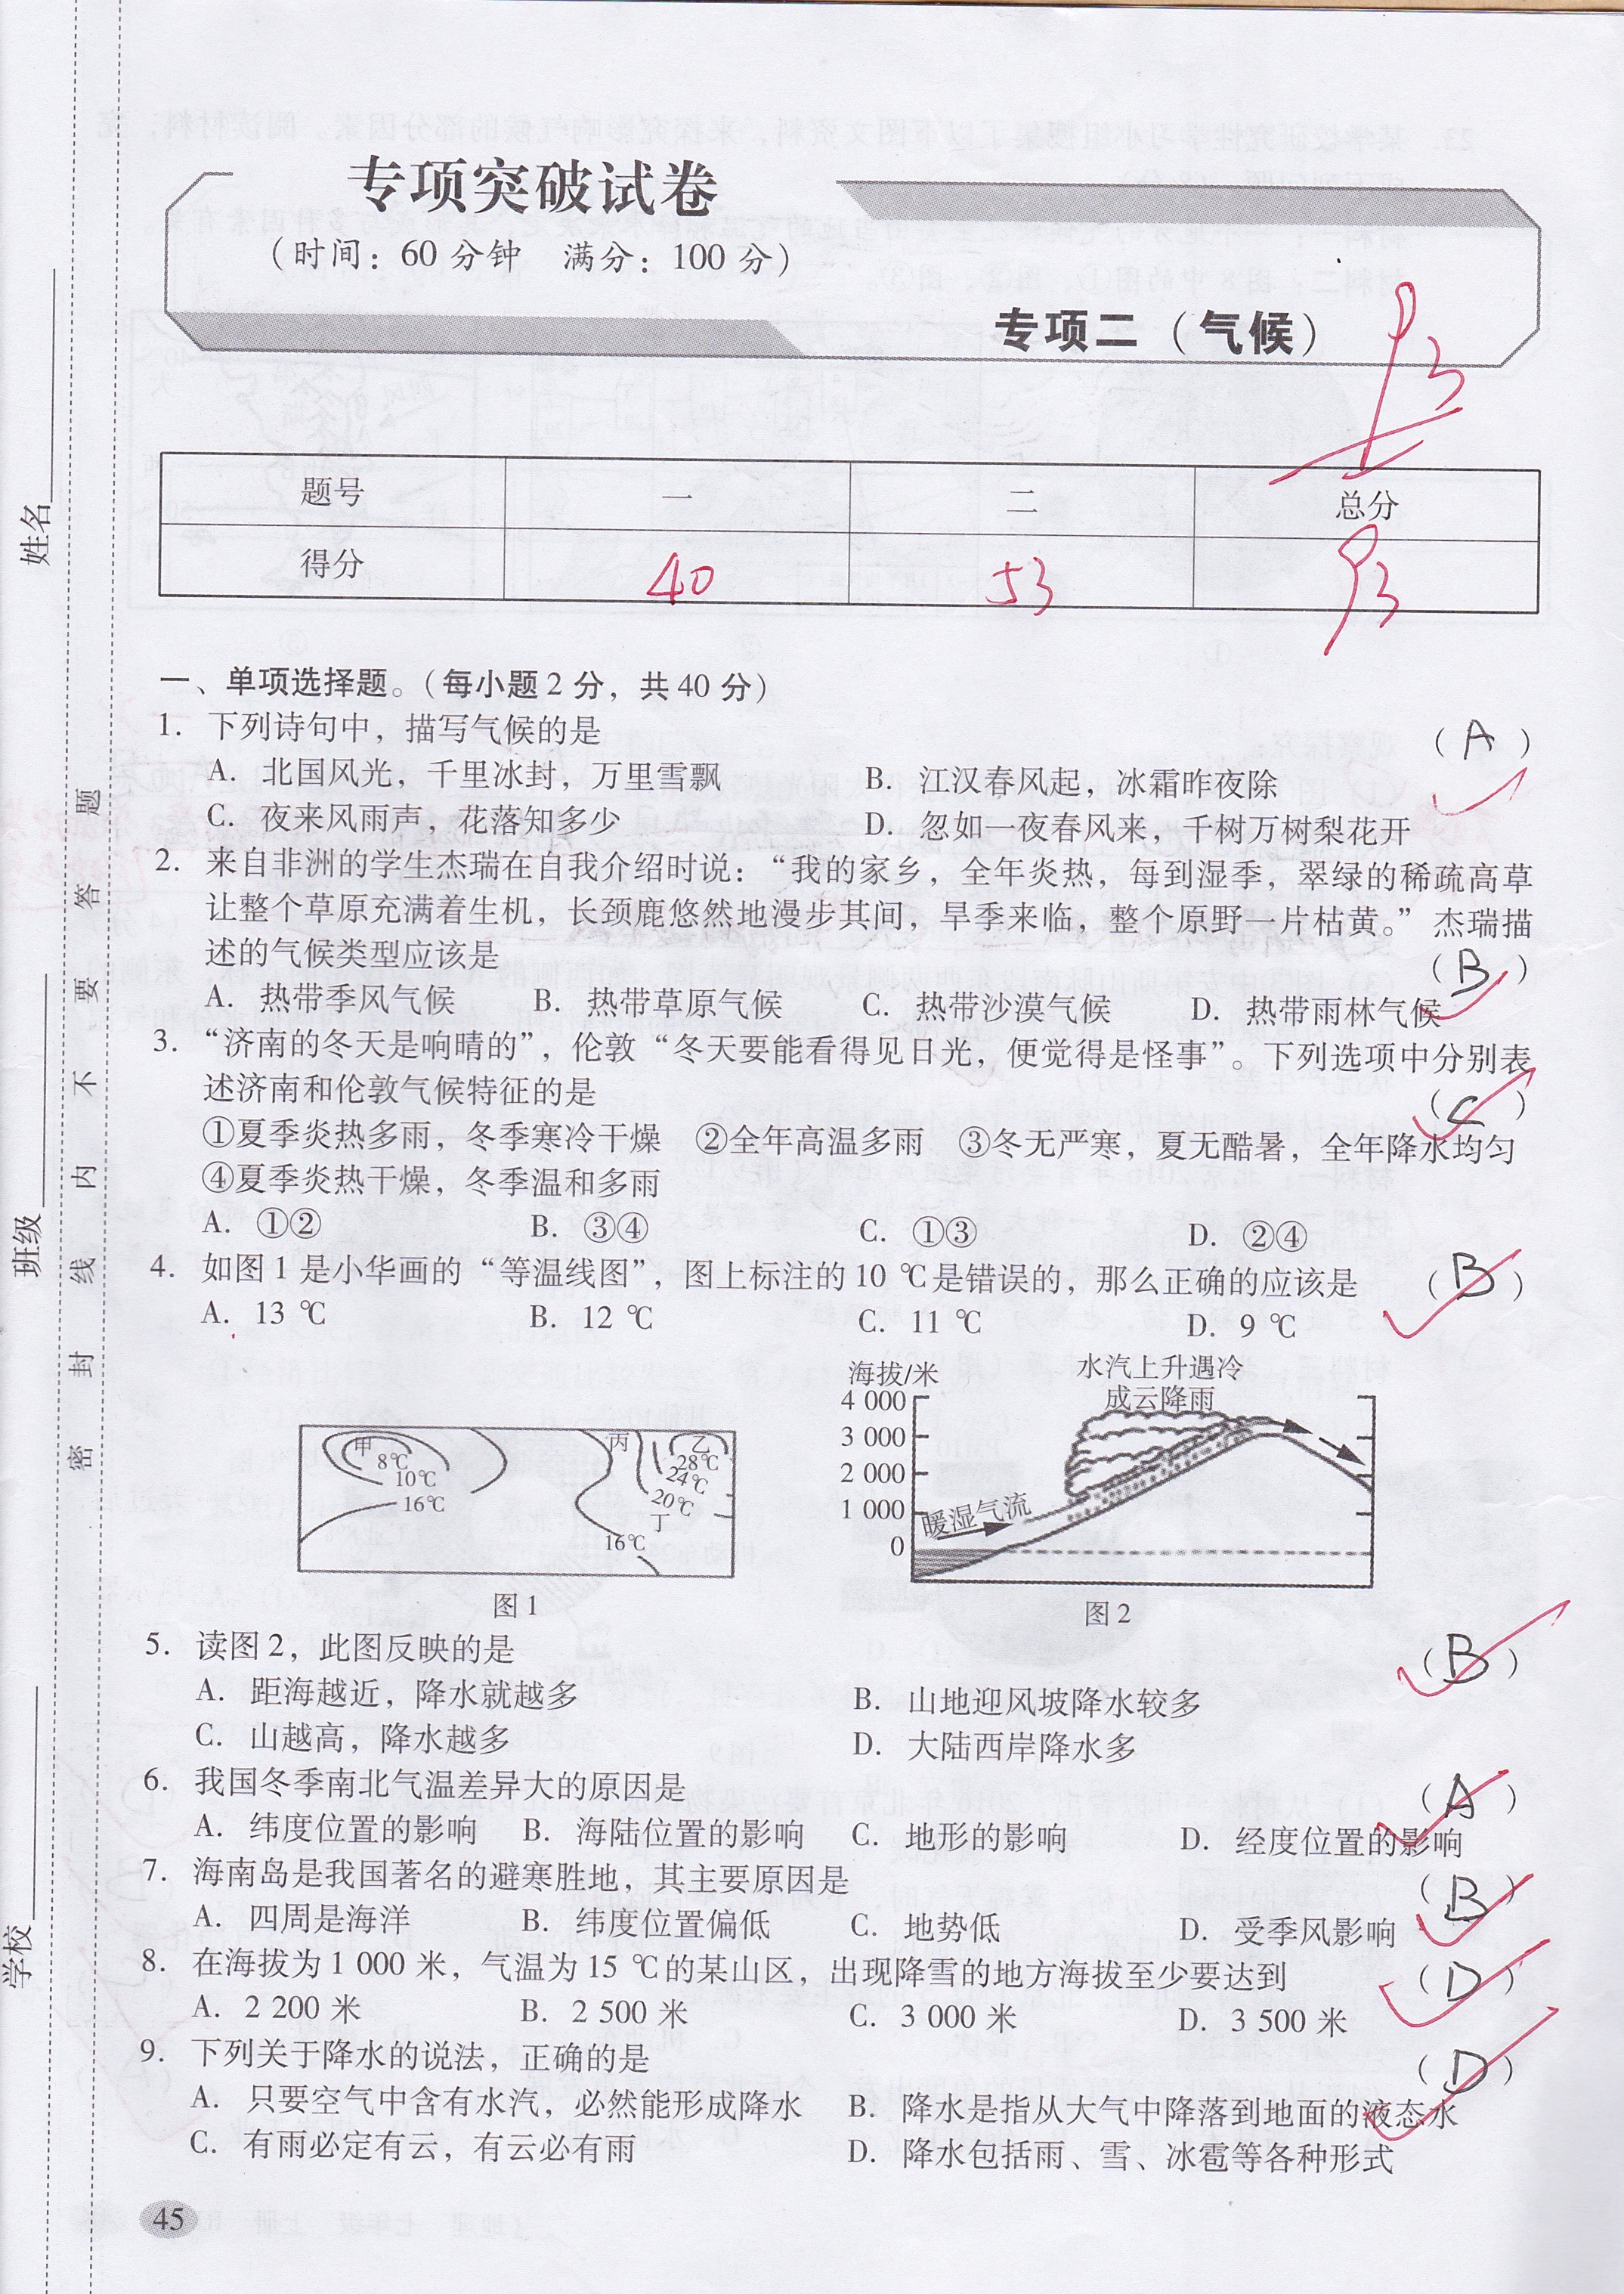 专项突破试卷
（时间：60 分钟　满分：100 分）
专项二（气候）
93
题号 一 二 总分
得分 40 53 93
一、单项选择题。（每小题 2 分，共 40 分）
1. 下列诗句中，描写气候的是 （ A ）
A. 北国风光，千里冰封，万里雪飘 B. 江汉春风起，冰霜昨夜除
C. 夜来风雨声，花落知多少 D. 忽如一夜春风来，千树万树梨花开
2. 来自非洲的学生杰瑞在自我介绍时说：“我的家乡，全年炎热，每到湿季，翠绿的稀疏高草
让整个草原充满着生机，长颈鹿悠然地漫步其间，旱季来临，整个原野一片枯黄。”杰瑞描
述的气候类型应该是 （ B ）
A. 热带季风气候 B. 热带草原气候 C. 热带沙漠气候 D. 热带雨林气候
3. “济南的冬天是响晴的”，伦敦“冬天要能看得见日光，便觉得是怪事”。下列选项中分别表
述济南和伦敦气候特征的是 （ C ）
①夏季炎热多雨，冬季寒冷干燥 ②全年高温多雨 ③冬无严寒，夏无酷暑，全年降水均匀
④夏季炎热干燥，冬季温和多雨
A. ①② B. ③④ C. ①③ D. ②④
4. 如图 1 是小华画的“等温线图”，图上标注的 10 ℃是错误的，那么正确的应该是 （ B ）
A. 13 ℃ B. 12 ℃ C. 11 ℃ D. 9 ℃
甲
8℃
10℃
16℃
丙
乙
28℃
24℃
20℃
丁
16℃
图 1
海拔/米
4 000
3 000
2 000
1 000
0
水汽上升遇冷
成云降雨
暖湿气流
图 2
5. 读图 2，此图反映的是 （ B ）
A. 距海越近，降水就越多 B. 山地迎风坡降水较多
C. 山越高，降水越多 D. 大陆西岸降水多
6. 我国冬季南北气温差异大的原因是 （ A ）
A. 纬度位置的影响 B. 海陆位置的影响 C. 地形的影响 D. 经度位置的影响
7. 海南岛是我国著名的避寒胜地，其主要原因是 （ B ）
A. 四周是海洋 B. 纬度位置偏低 C. 地势低 D. 受季风影响
8. 在海拔为 1 000 米，气温为 15 ℃的某山区，出现降雪的地方海拔至少要达到 （ D ）
A. 2 200 米 B. 2 500 米 C. 3 000 米 D. 3 500 米
9. 下列关于降水的说法，正确的是 （ D ）
A. 只要空气中含有水汽，必然能形成降水 B. 降水是指从大气中降落到地面的液态水
C. 有雨必定有云，有云必有雨 D. 降水包括雨、雪、冰雹等各种形式
45
学校
班级
姓名
密 封 线 内 不 要 答 题